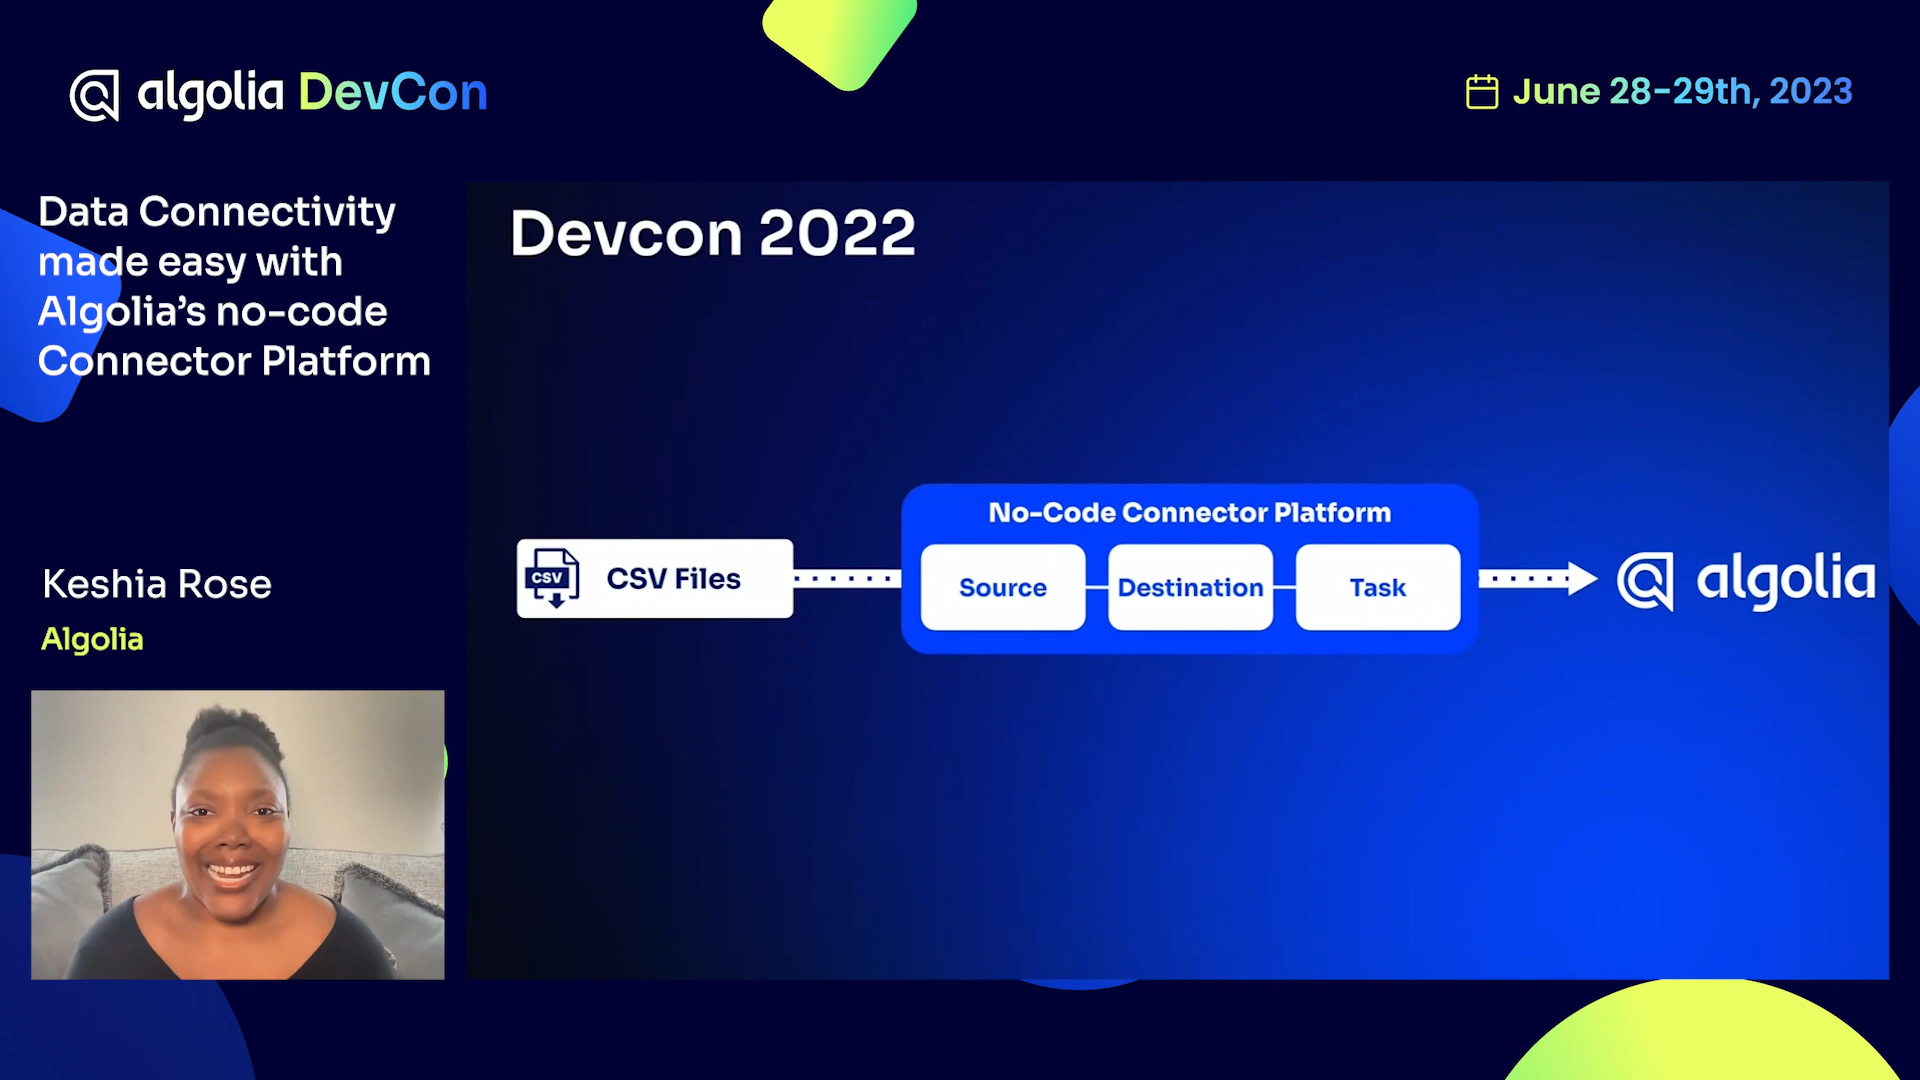 algolia DevCon
June 28-29th, 2023
Data Connectivity
made easy with
Algolia’s no-code
Connector Platform
Keshia Rose
Algolia
Devcon 2022
CSV
CSV Files
No-Code Connector Platform
Source
Destination
Task
algolia